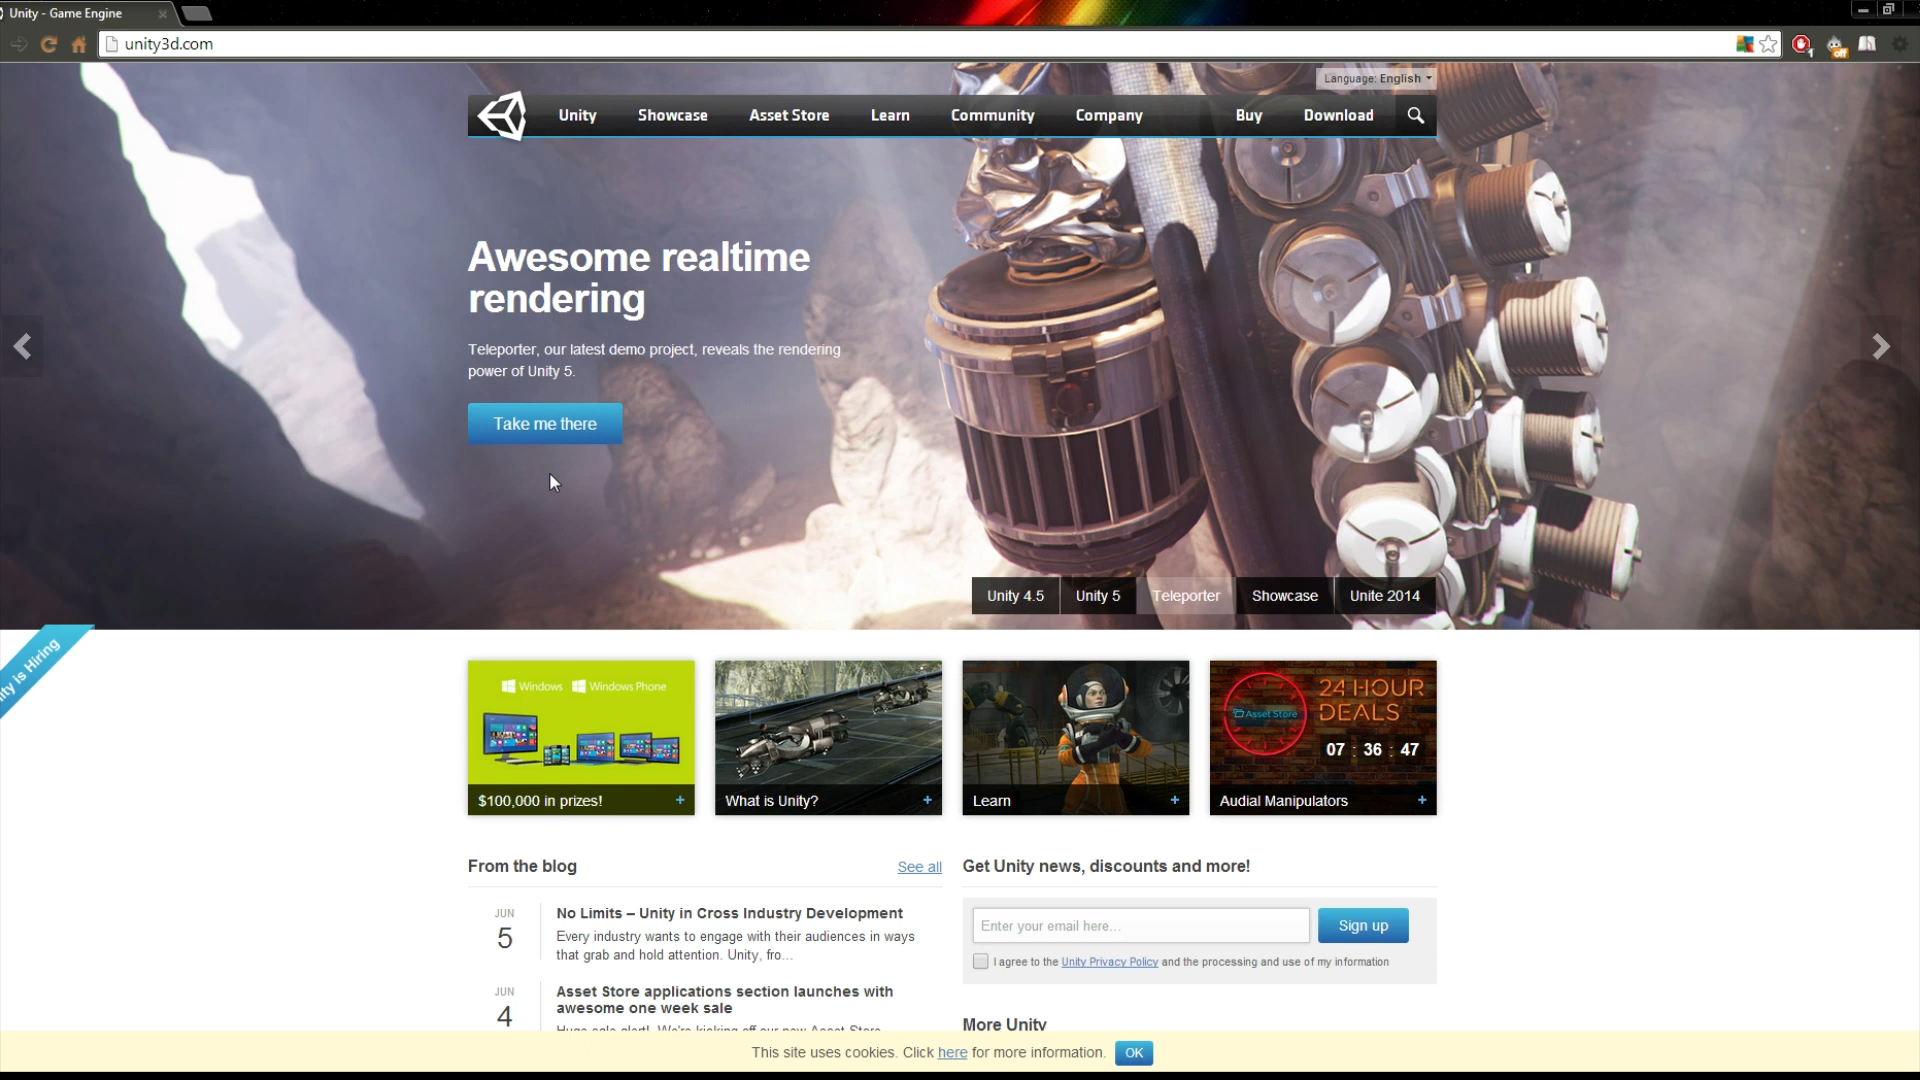 Unity - Game Engine
unity3d.com
Language: English
Unity Showcase Asset Store Learn Community Company Buy Download
Awesome realtime
rendering
Teleporter, our latest demo project, reveals the rendering
power of Unity 5.
Take me there
Unity 4.5 Unity 5 Teleporter Showcase Unite 2014
ity is Hiring
Windows Windows Phone
$100,000 in prizes! +
What is Unity? +
Learn +
Asset Store
24 HOUR
DEALS
07 : 36 : 47
Audial Manipulators +
From the blog See all
JUN
5
No Limits – Unity in Cross Industry Development
Every industry wants to engage with their audiences in ways
that grab and hold attention. Unity, fro...
JUN
4
Asset Store applications section launches with
awesome one week sale
Huge sale alert! We're kicking off our new Asset Store
Get Unity news, discounts and more!
Enter your email here...
Sign up
I agree to the Unity Privacy Policy and the processing and use of my information
More Unity
This site uses cookies. Click here for more information. OK
off
1